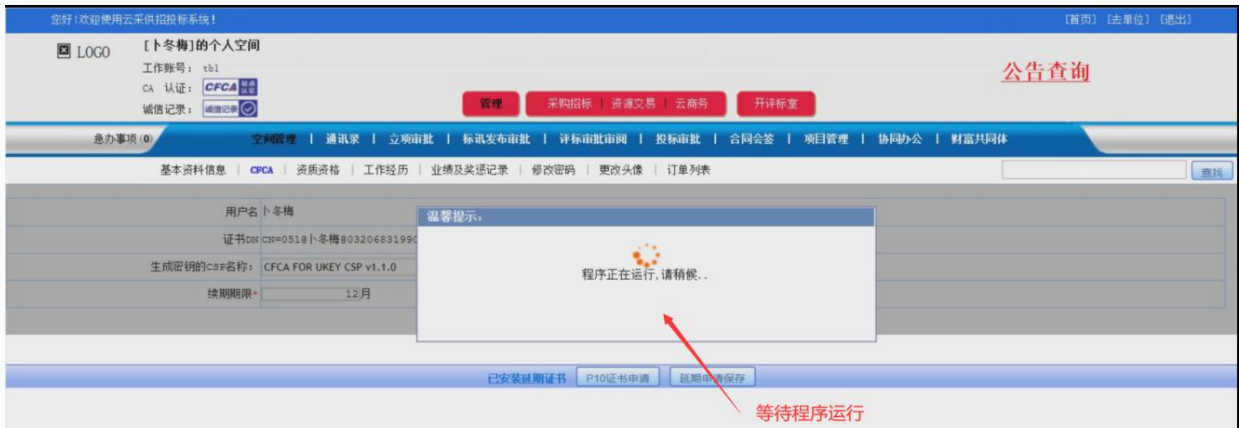 您好!欢迎使用云采供招投标系统! [首页] [去单位] [退出]
LOGO
[卜冬梅]的个人空间
工作账号: tb1
CA 认证: CFCA
诚信记录: 诚信记录
公告查询
管理 采购招标 | 资源交易 | 云商务 开评标室
急办事项(0) 空间管理 | 通讯录 | 立项审批 | 标讯发布审批 | 评标审批审阅 | 投标审批 | 合同会签 | 项目管理 | 协同办公 | 财富共同体
基本资料信息 | CFCA | 资质资格 | 工作经历 | 业绩及奖惩记录 | 修改密码 | 更改头像 | 订单列表 查找
用户名 卜冬梅
证书DN CN=051@卜冬梅@03206831990
生成密钥的CSP名称: CFCA FOR UKEY CSP v1.1.0
续期期限* 12月
温馨提示:
程序正在运行,请稍候..
已安装延期证书 P10证书申请 延期申请保存
等待程序运行